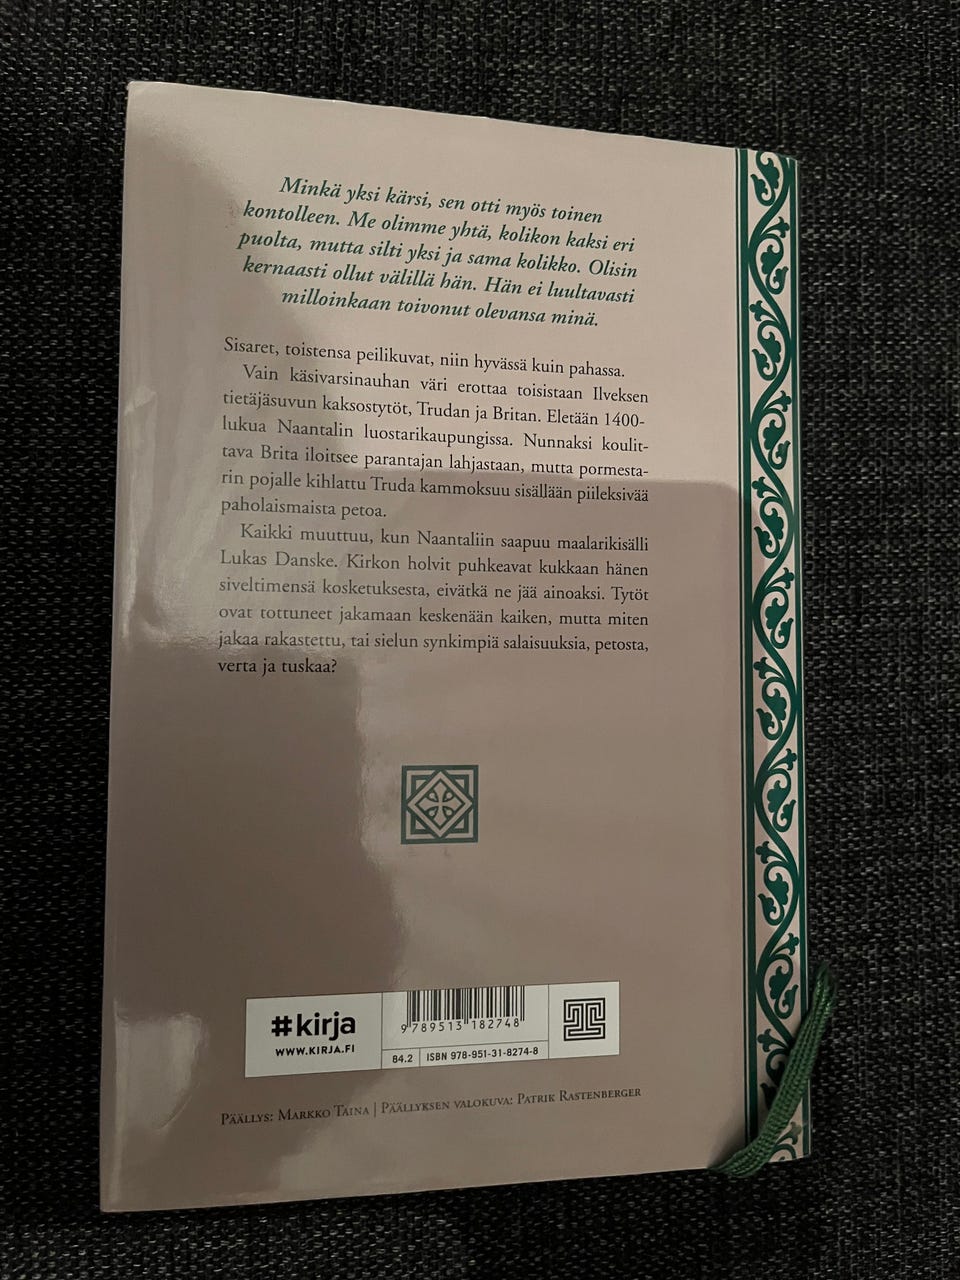 Minkä yksi kärsi, sen otti myös toinen
kontolleen. Me olimme yhtä, kolikon kaksi eri
puolta, mutta silti yksi ja sama kolikko. Olisin
kernaasti ollut välillä hän. Hän ei luultavasti
milloinkaan toivonut olevansa minä.
Sisaret, toistensa peilikuvat, niin hyvässä kuin pahassa.
Vain käsivarsinauhan väri erottaa toisistaan Ilveksen
tietäjäsuvun kaksostytöt, Trudan ja Britan. Eletään 1400-
lukua Naantalin luostarikaupungissa. Nunnaksi koulit-
tava Brita iloitsee parantajan lahjastaan, mutta pormesta-
rin pojalle kihlattu Truda kammoksuu sisällään piileksivää
paholaismaista petoa.
Kaikki muuttuu, kun Naantaliin saapuu maalarikisälli
Lukas Danske. Kirkon holvit puhkeavat kukkaan hänen
siveltimensä kosketuksesta, eivätkä ne jää ainoaksi. Tytöt
ovat tottuneet jakamaan keskenään kaiken, mutta miten
jakaa rakastettu, tai sielun synkimpiä salaisuuksia, petosta,
verta ja tuskaa?
#kirja
WWW.KIRJA.FI
9 789513 182748
84.2 ISBN 978-951-31-8274-8
Päällys: Markko Taina | Päällyksen valokuva: Patrik Rastenberger